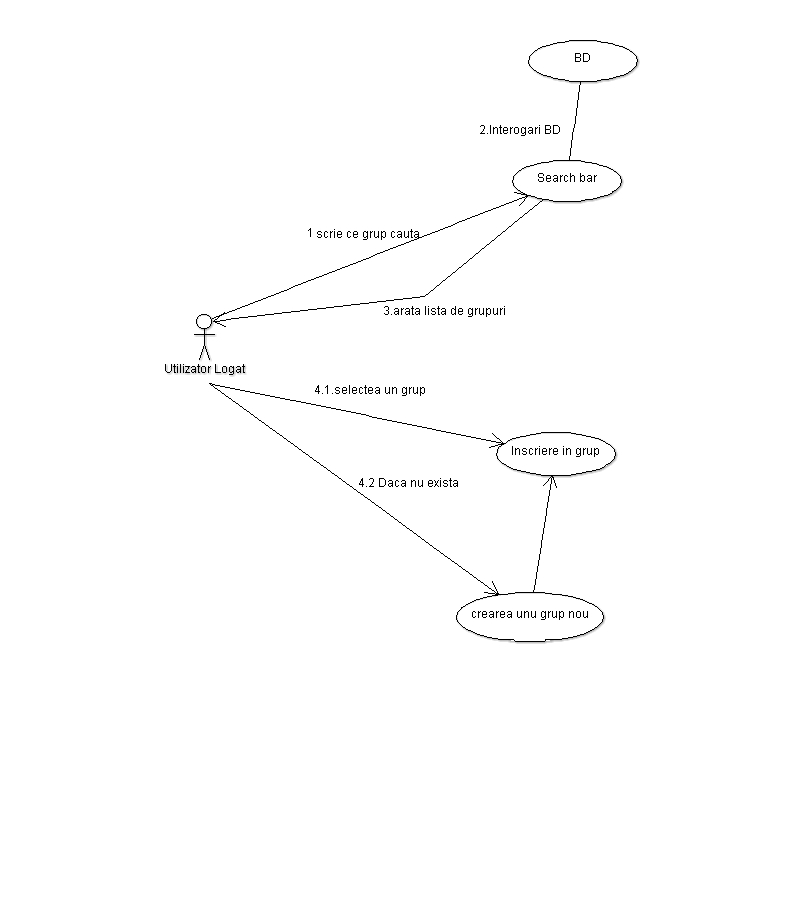 BD
2.Interogari BD
Search bar
1 scrie ce grup cauta
3.arata lista de grupuri
Utilizator Logat
4.1.selectea un grup
Inscriere in grup
4.2 Daca nu exista
crearea unu grup nou